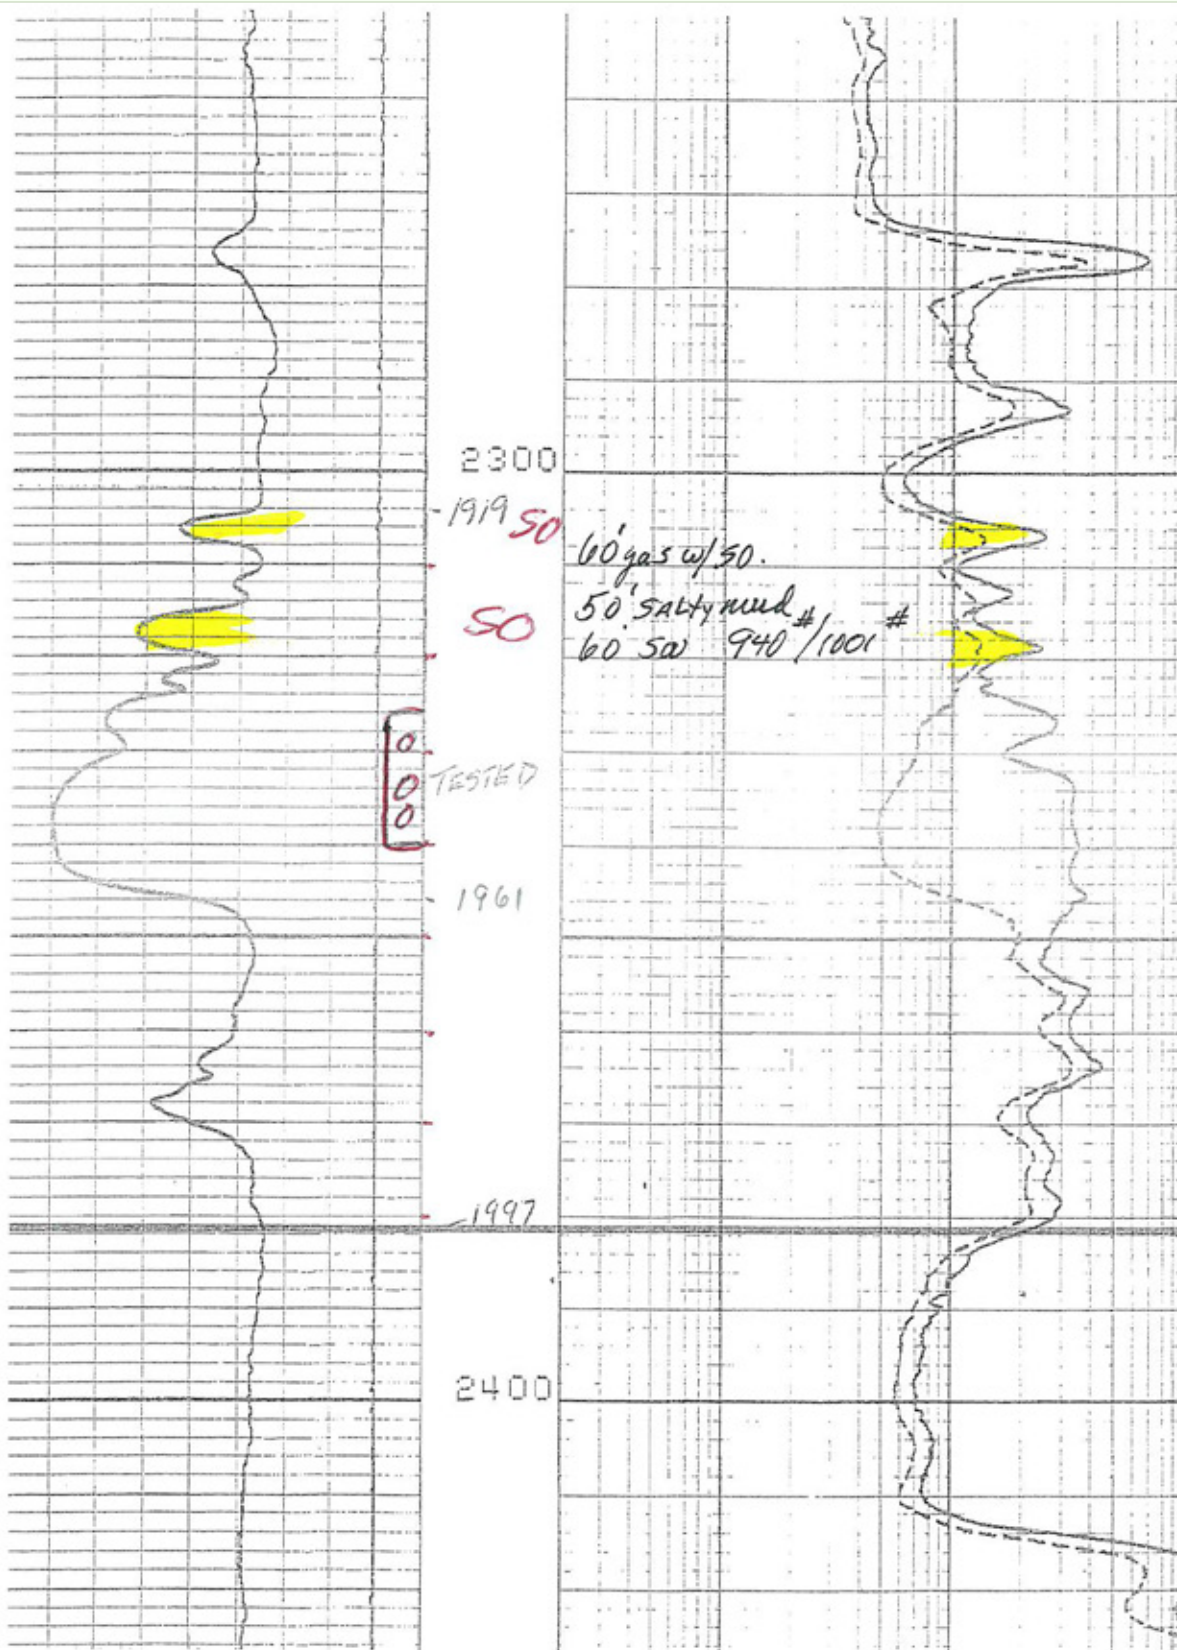 2300
1919 SO
60' gas w/ SO.
50' SALTY mud
SO
60' SW 940#/1001#
O
O TESTED
O
1961
1997
2400